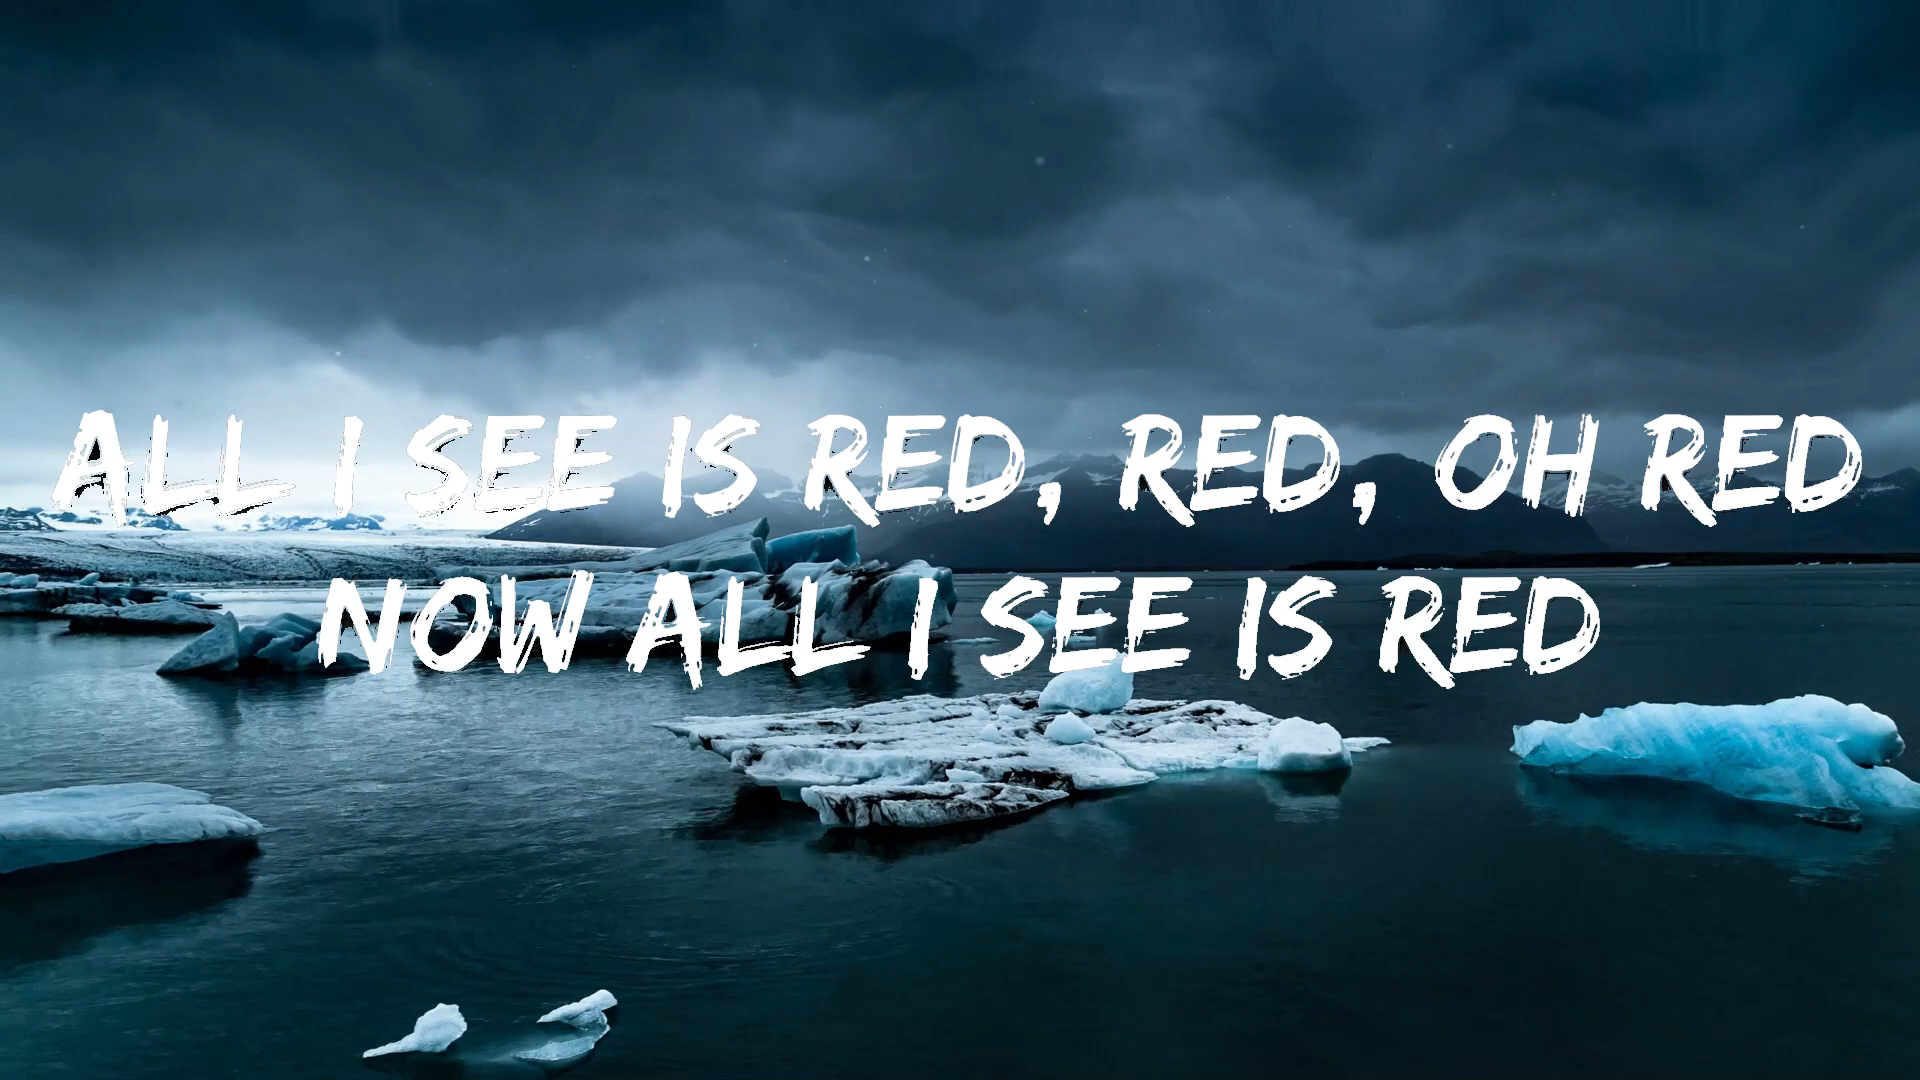 ALL I SEE IS RED, RED, OH RED
NOW ALL I SEE IS RED